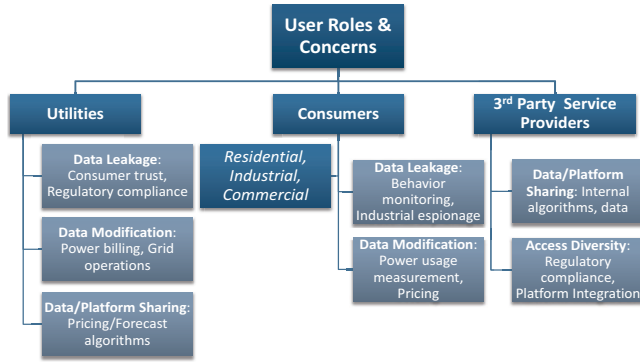 User Roles &
Concerns
Utilities
Consumers
3rd Party Service
Providers
Data Leakage:
Consumer trust,
Regulatory compliance
Data Modification:
Power billing, Grid
operations
Data/Platform Sharing:
Pricing/Forecast
algorithms
Residential,
Industrial,
Commercial
Data Leakage:
Behavior
monitoring,
Industrial espionage
Data Modification:
Power usage
measurement,
Pricing
Data/Platform
Sharing: Internal
algorithms, data
Access Diversity:
Regulatory
compliance,
Platform Integration